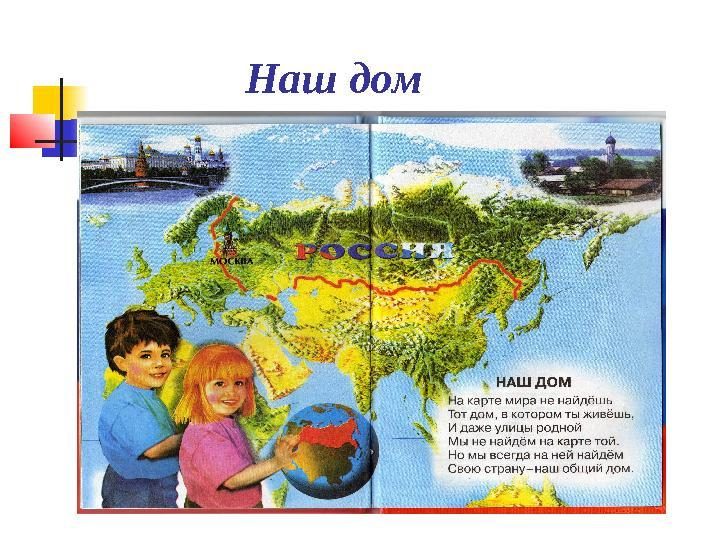 Наш дом
РОССИЯ
МОСКВА
НАШ ДОМ
На карте мира не найдёшь
Тот дом, в котором ты живёшь,
И даже улицы родной
Мы не найдём на карте той.
Но мы всегда на ней найдём
Свою страну – наш общий дом.